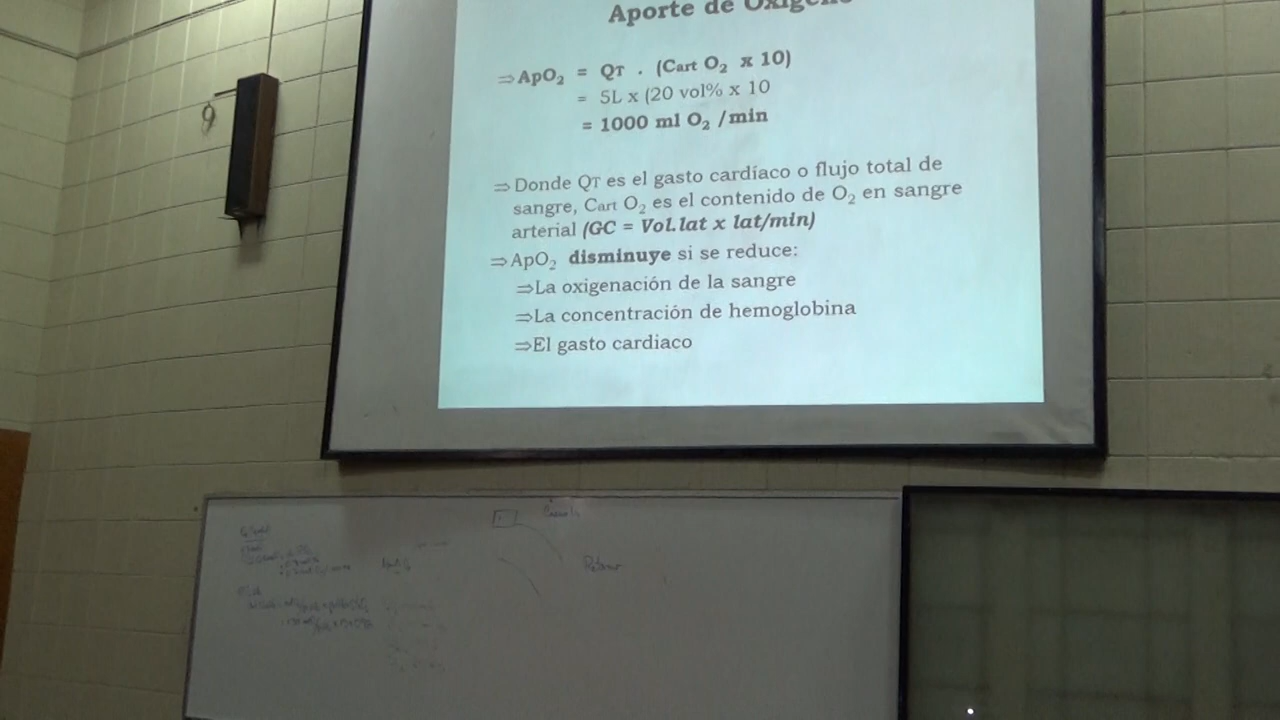 Aporte de Oxígeno
⇒ApO₂ = QT . (Cart O₂ x 10)
= 5L x (20 vol% x 10
= 1000 ml O₂ /min
⇒Donde QT es el gasto cardíaco o flujo total de
sangre, Cart O₂ es el contenido de O₂ en sangre
arterial (GC = Vol.lat x lat/min)
⇒ApO₂ disminuye si se reduce:
⇒La oxigenación de la sangre
⇒La concentración de hemoglobina
⇒El gasto cardiaco
9